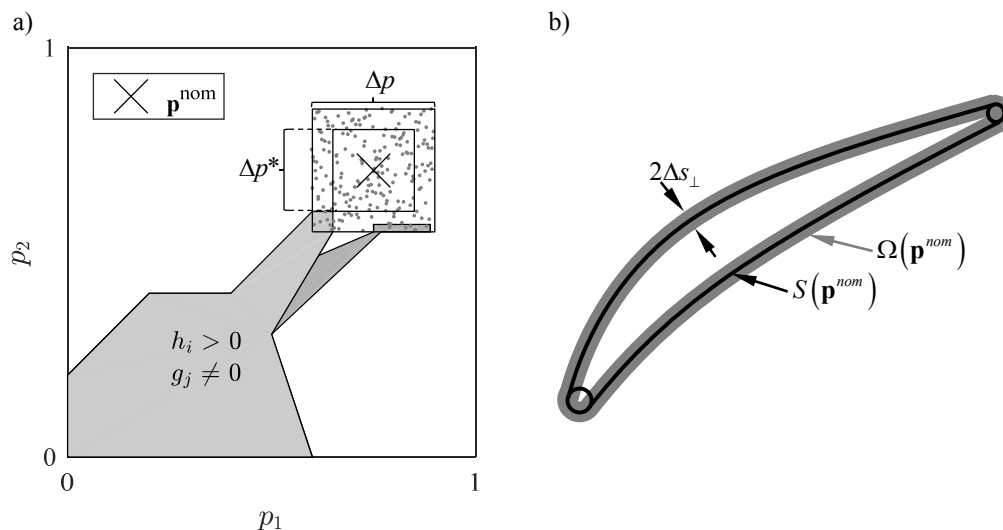 a)
1
p^nom
Δp
Δp*
p_2
h_i > 0
g_j ≠ 0
0
0
1
p_1
b)
2Δs_⊥
Ω(p^nom)
S(p^nom)